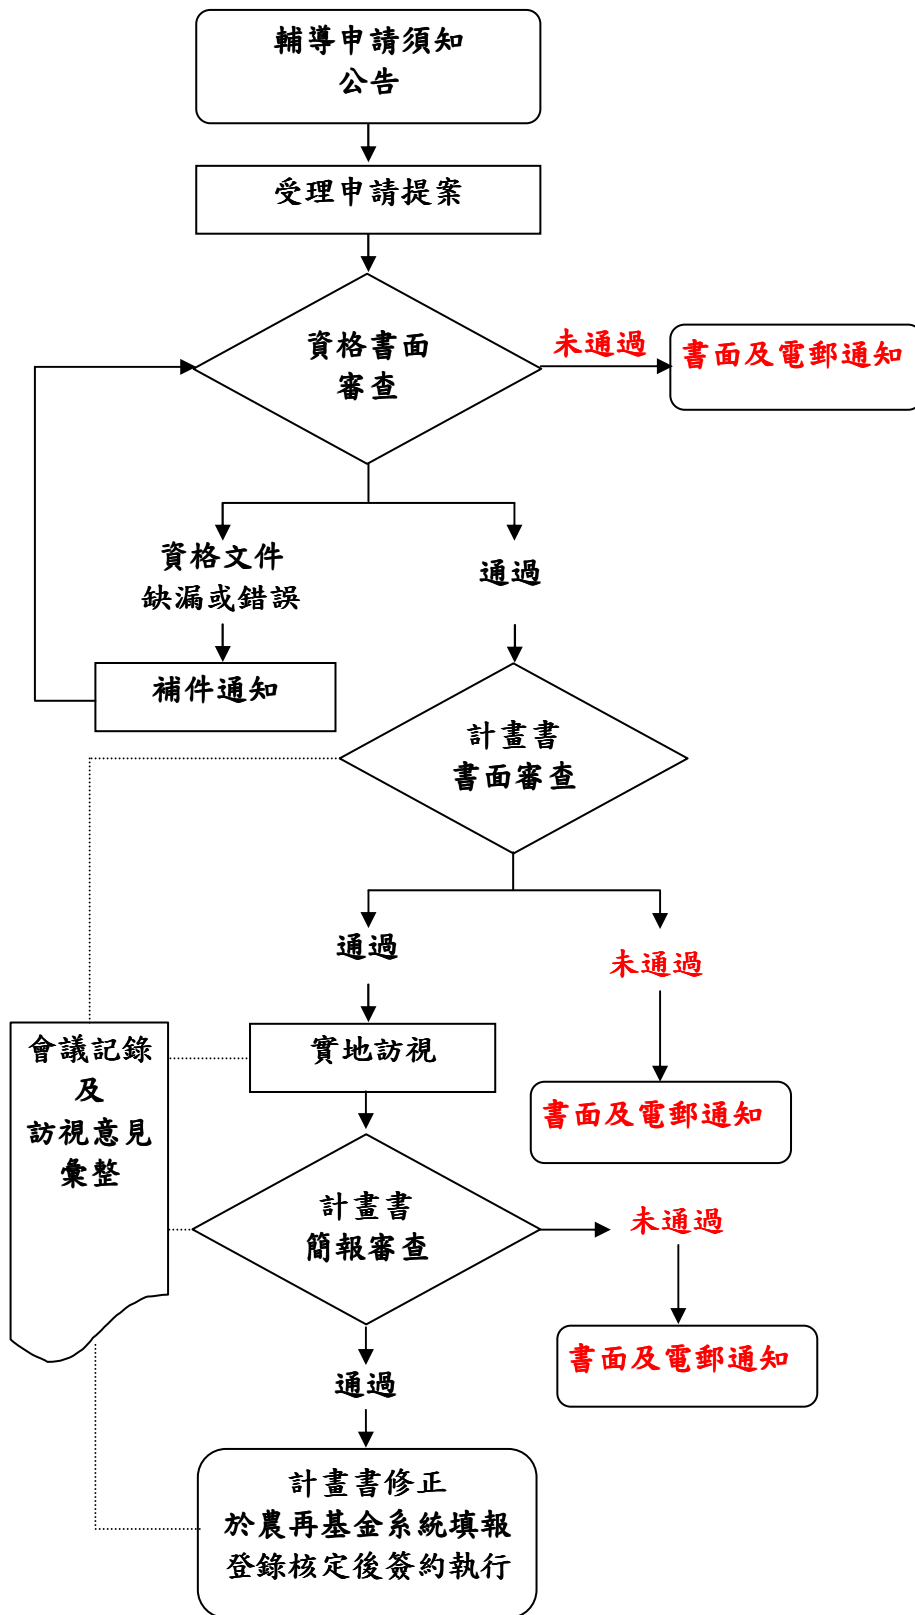 輔導申請須知
公告
受理申請提案
資格書面
審查
未通過
書面及電郵通知
資格文件
缺漏或錯誤
通過
補件通知
計畫書
書面審查
通過
未通過
會議記錄
及
訪視意見
彙整
實地訪視
書面及電郵通知
計畫書
簡報審查
未通過
書面及電郵通知
通過
計畫書修正
於農再基金系統填報
登錄核定後簽約執行